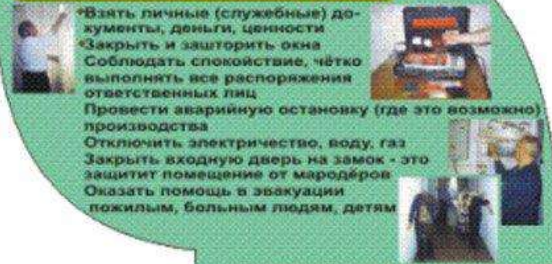 •Взять личные (служебные) до-
кументы, деньги, ценности
•Закрыть и зашторить окна
Соблюдать спокойствие, чётко
выполнять все распоряжения
ответственных лиц
Провести аварийную остановку (где это возможно)
производства
Отключить электричество, воду, газ
Закрыть входную дверь на замок - это
защитит помещение от мародёров
Оказать помощь в эвакуации
пожилым, больным людям, детям